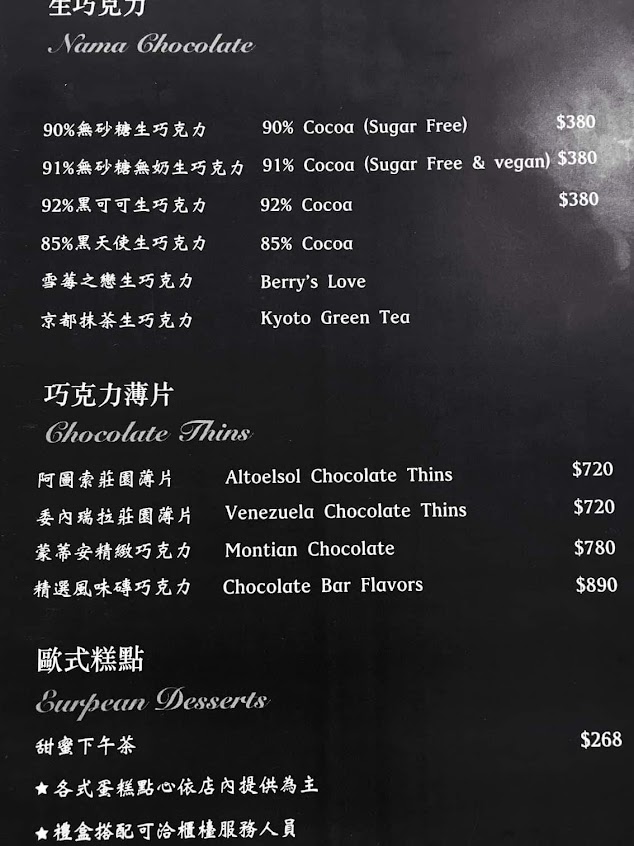 生巧克力
Nama Chocolate
90%無砂糖生巧克力 90% Cocoa (Sugar Free) $380
91%無砂糖無奶生巧克力 91% Cocoa (Sugar Free & vegan) $380
92%黑可可生巧克力 92% Cocoa $380
85%黑天使生巧克力 85% Cocoa
雪莓之戀生巧克力 Berry's Love
京都抹茶生巧克力 Kyoto Green Tea
巧克力薄片
Chocolate Thins
阿圖索莊園薄片 Altoelsol Chocolate Thins $720
委內瑞拉莊園薄片 Venezuela Chocolate Thins $720
蒙蒂安精緻巧克力 Montian Chocolate $780
精選風味磚巧克力 Chocolate Bar Flavors $890
歐式糕點
Eurpean Desserts
甜蜜下午茶 $268
★各式蛋糕點心依店內提供為主
★禮盒搭配可洽櫃檯服務人員